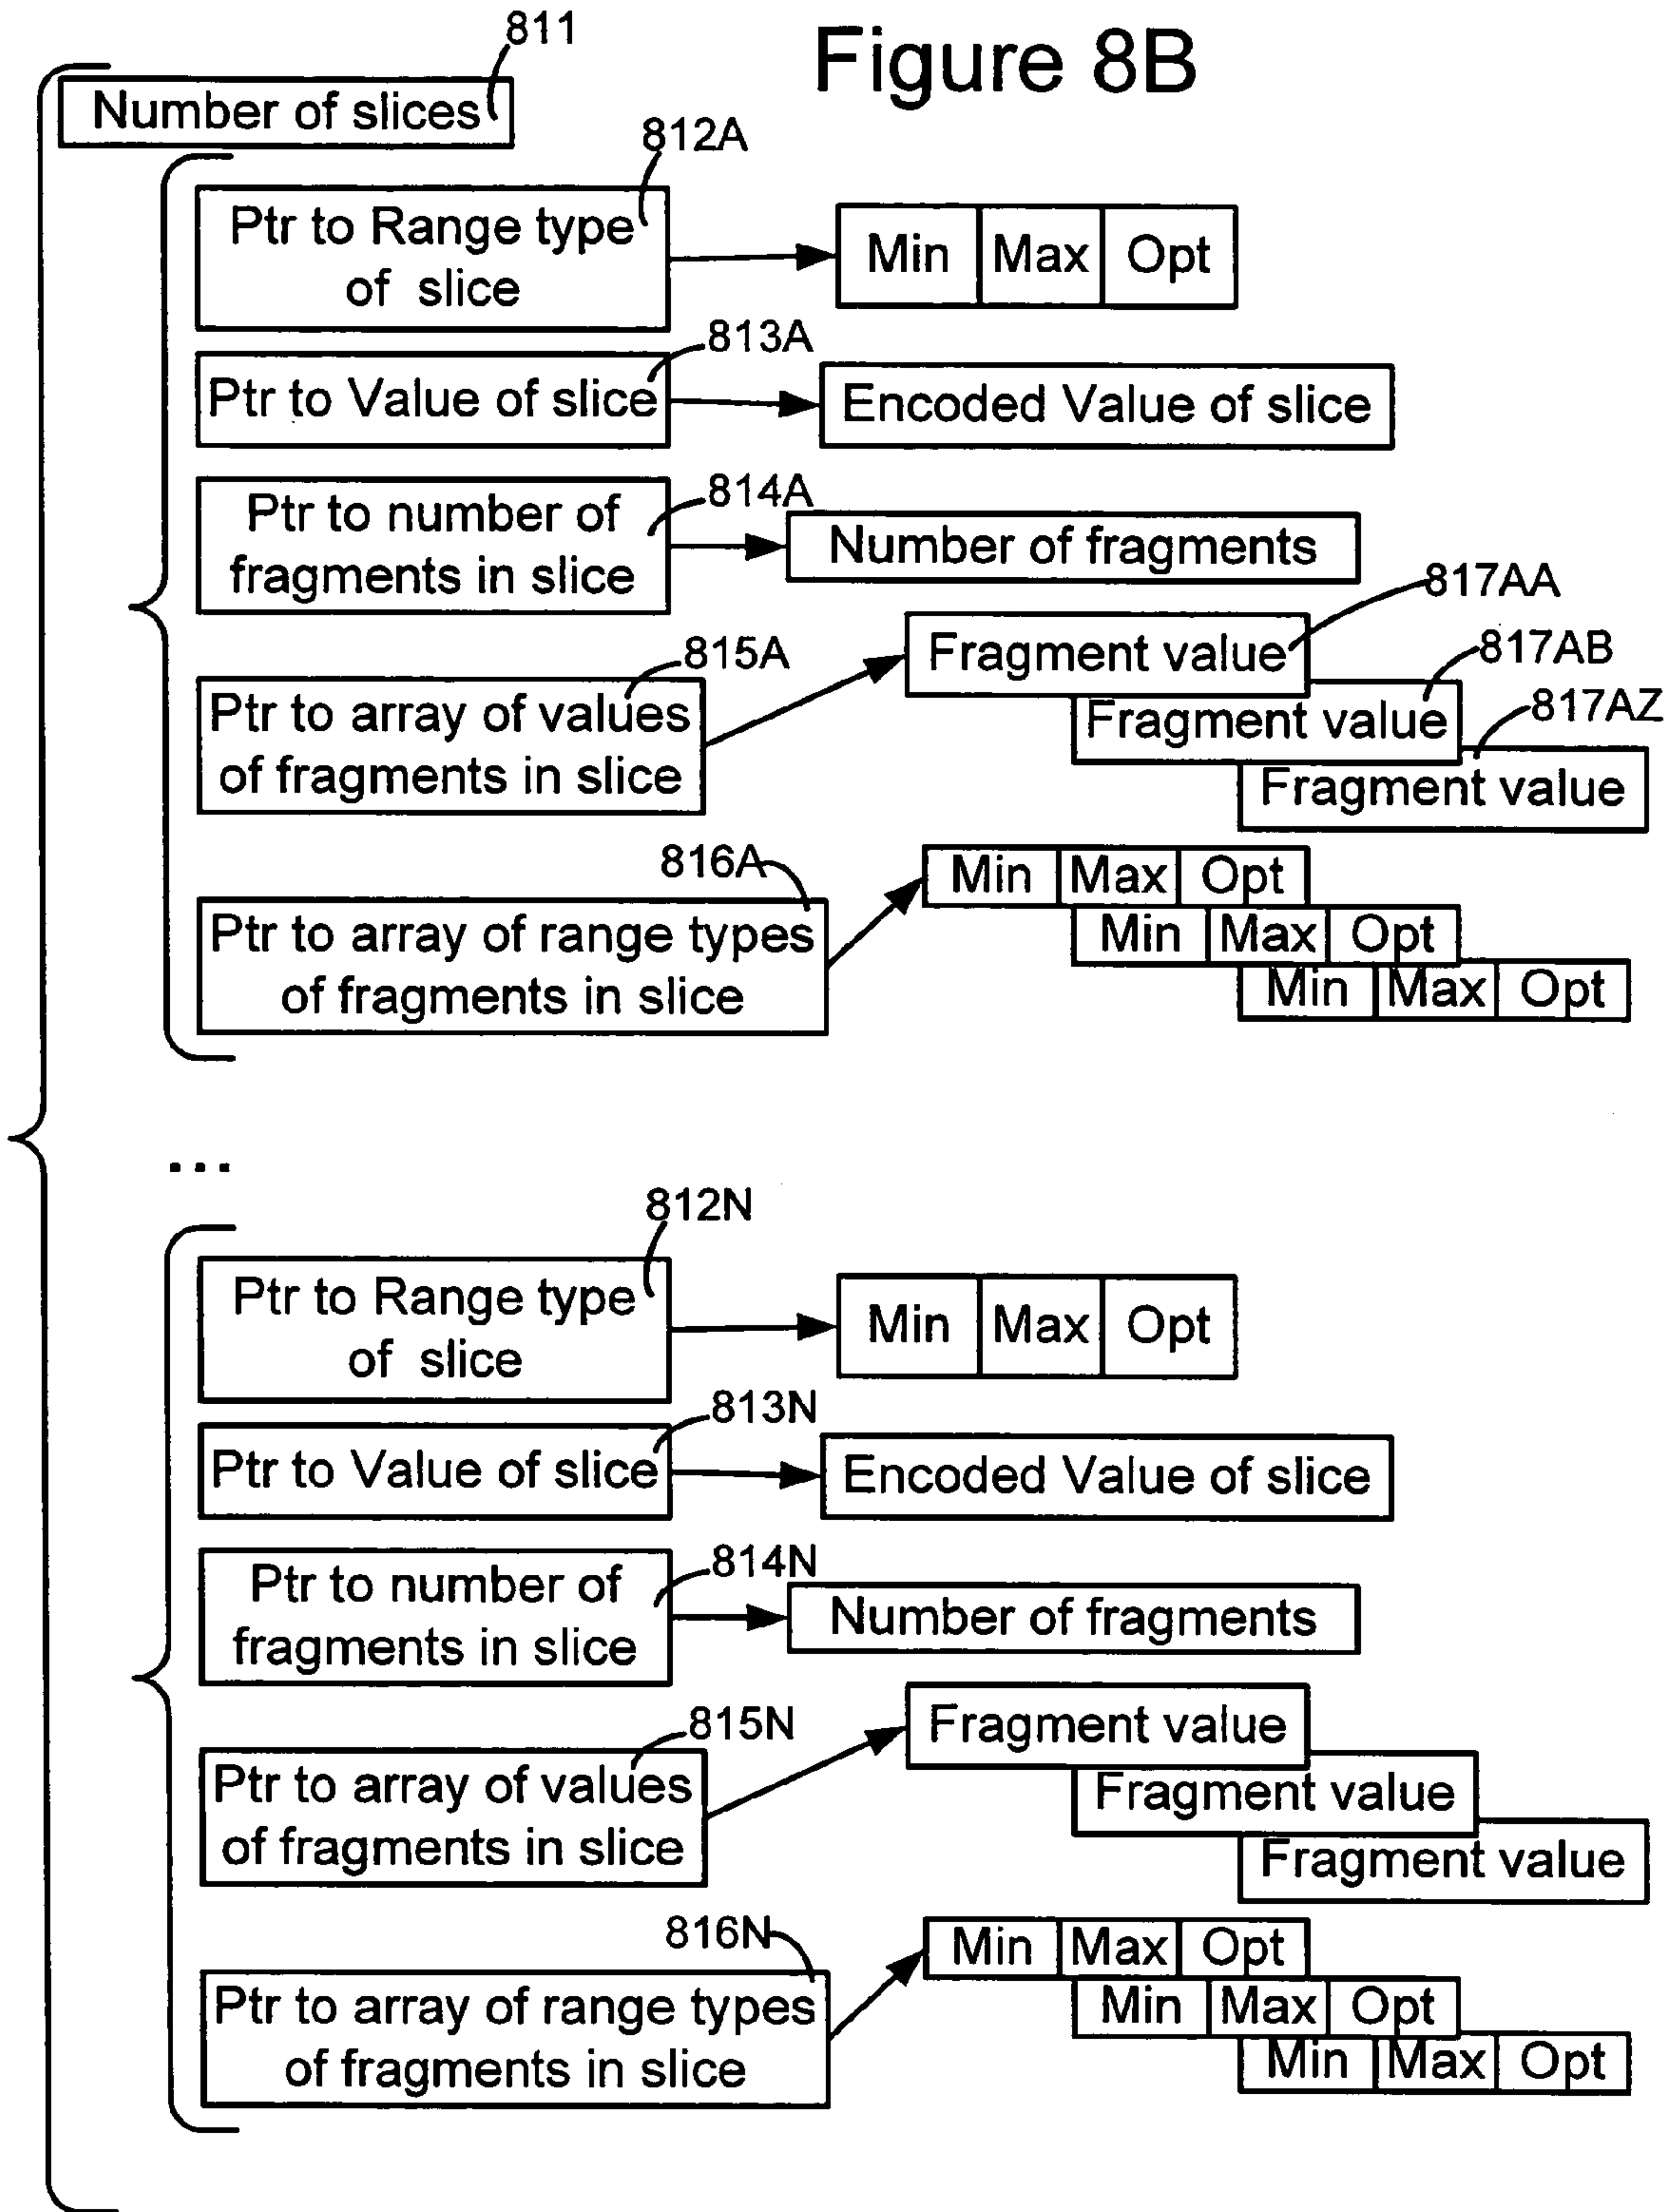 811
Figure 8B
Number of slices
812A
Ptr to Range type
of slice
Min Max Opt
813A
Ptr to Value of slice
Encoded Value of slice
814A
Ptr to number of
fragments in slice
Number of fragments
817AA
Fragment value
815A
817AB
Ptr to array of values
of fragments in slice
Fragment value
817AZ
Fragment value
816A
Ptr to array of range types
of fragments in slice
Min Max Opt
Min Max Opt
Min Max Opt
...
812N
Ptr to Range type
of slice
Min Max Opt
813N
Ptr to Value of slice
Encoded Value of slice
814N
Ptr to number of
fragments in slice
Number of fragments
815N
Ptr to array of values
of fragments in slice
Fragment value
Fragment value
Fragment value
816N
Ptr to array of range types
of fragments in slice
Min Max Opt
Min Max Opt
Min Max Opt